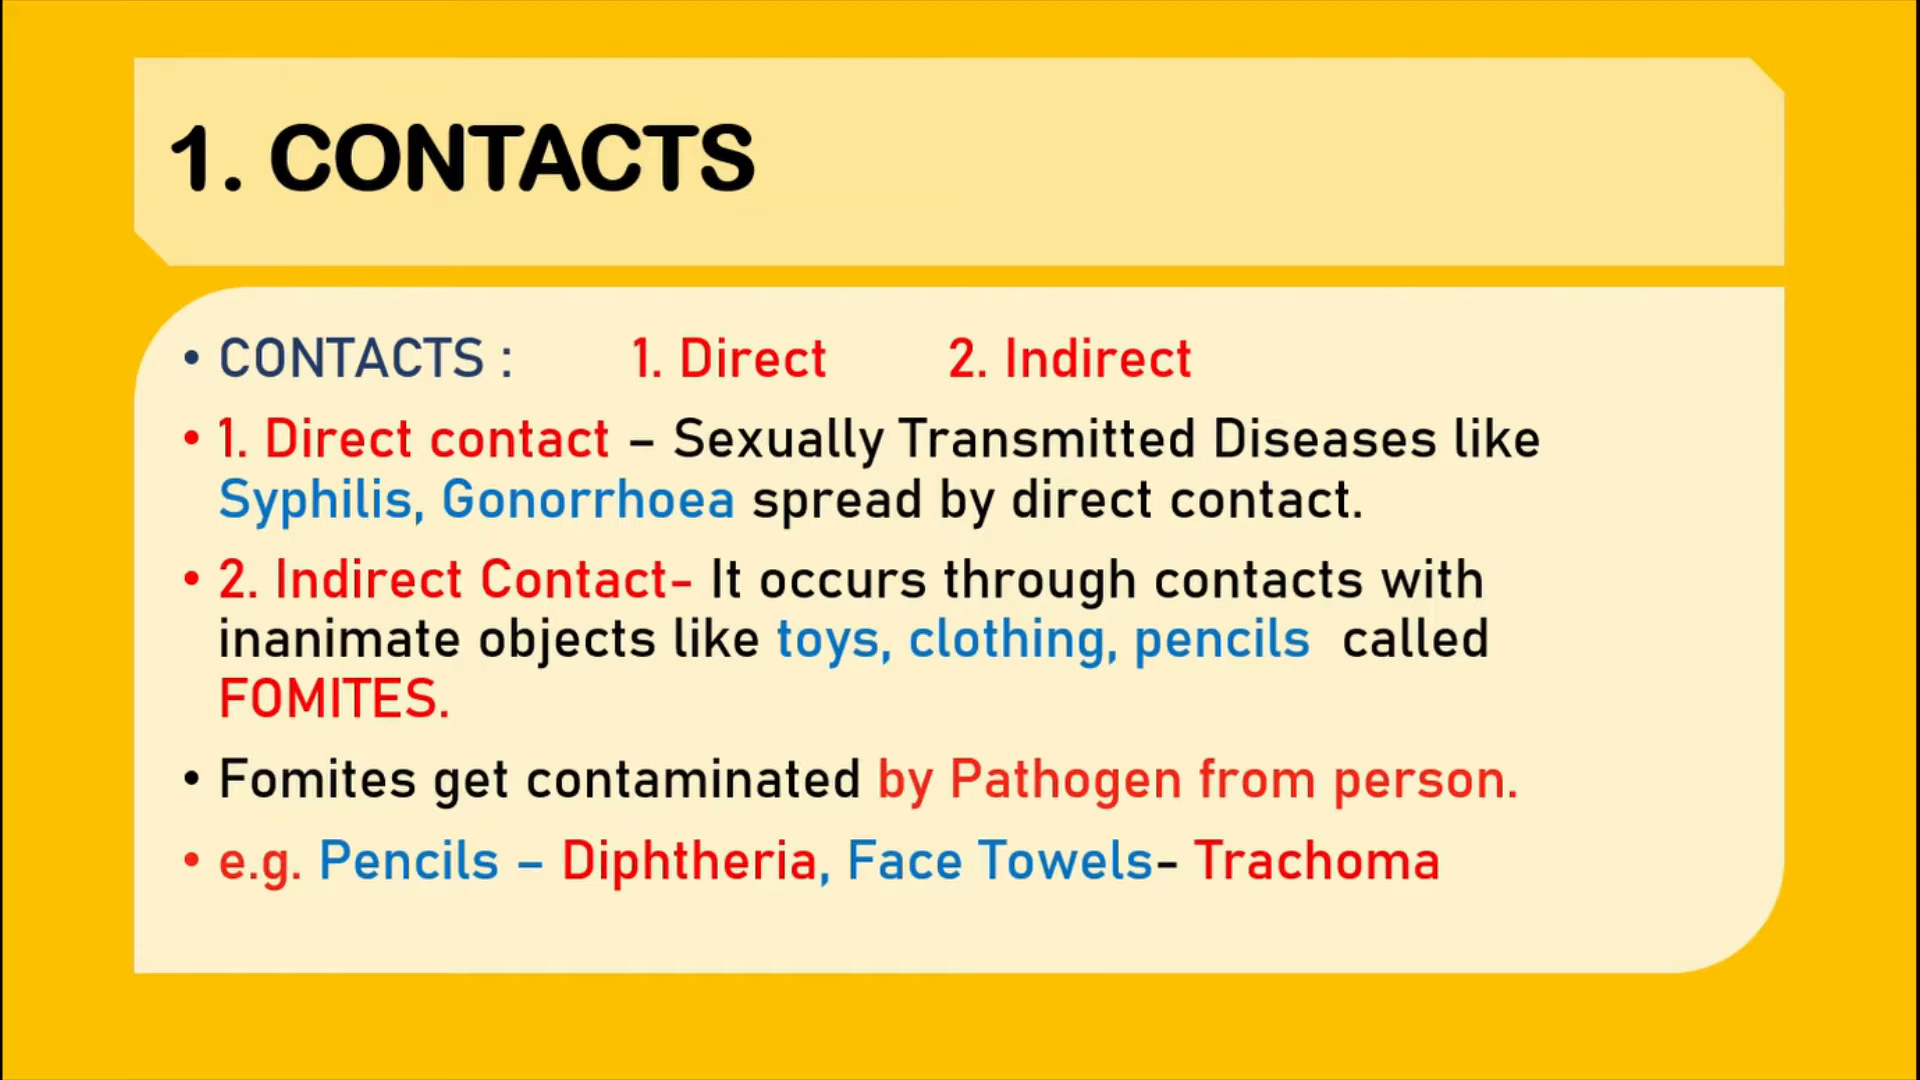 1. CONTACTS
• CONTACTS : 1. Direct 2. Indirect
• 1. Direct contact – Sexually Transmitted Diseases like
Syphilis, Gonorrhoea spread by direct contact.
• 2. Indirect Contact- It occurs through contacts with
inanimate objects like toys, clothing, pencils called
FOMITES.
• Fomites get contaminated by Pathogen from person.
• e.g. Pencils – Diphtheria, Face Towels- Trachoma